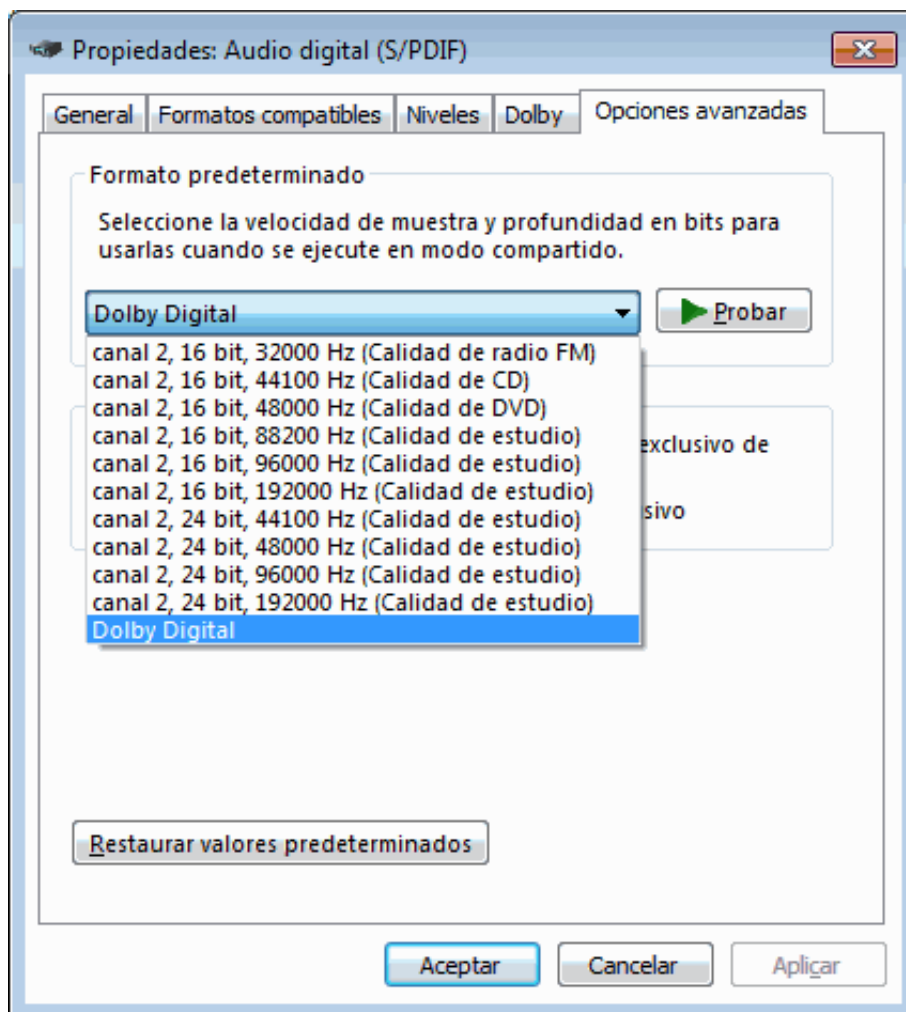 Propiedades: Audio digital (S/PDIF)
General
Formatos compatibles
Niveles
Dolby
Opciones avanzadas
Formato predeterminado
Seleccione la velocidad de muestra y profundidad en bits para
usarlas cuando se ejecute en modo compartido.
Dolby Digital
Probar
canal 2, 16 bit, 32000 Hz (Calidad de radio FM)
canal 2, 16 bit, 44100 Hz (Calidad de CD)
canal 2, 16 bit, 48000 Hz (Calidad de DVD)
canal 2, 16 bit, 88200 Hz (Calidad de estudio)
canal 2, 16 bit, 96000 Hz (Calidad de estudio)
canal 2, 16 bit, 192000 Hz (Calidad de estudio)
canal 2, 24 bit, 44100 Hz (Calidad de estudio)
canal 2, 24 bit, 48000 Hz (Calidad de estudio)
canal 2, 24 bit, 96000 Hz (Calidad de estudio)
canal 2, 24 bit, 192000 Hz (Calidad de estudio)
Dolby Digital
exclusivo de
sivo
Restaurar valores predeterminados
Aceptar
Cancelar
Aplicar